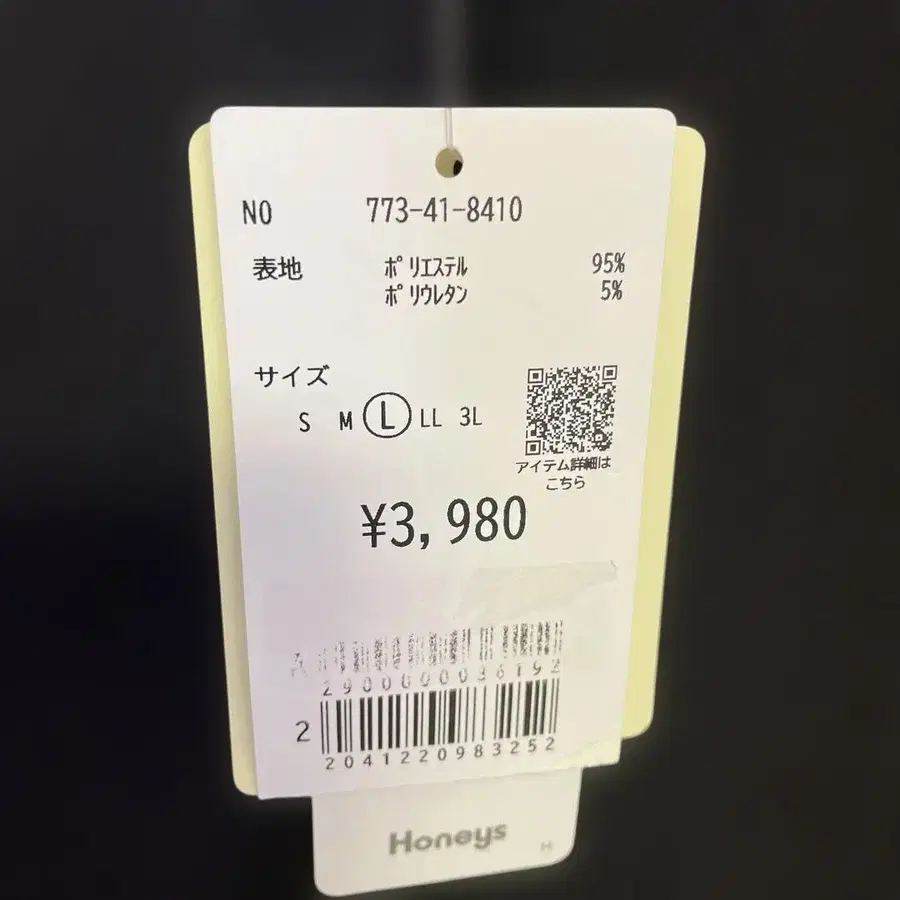 NO 773-41-8410
表地 ポリエステル 95%
ポリウレタン 5%
サイズ
S M L LL 3L
アイテム詳細は
こちら
¥3,980
2900000036192
2
2041220983252
Honeys
H